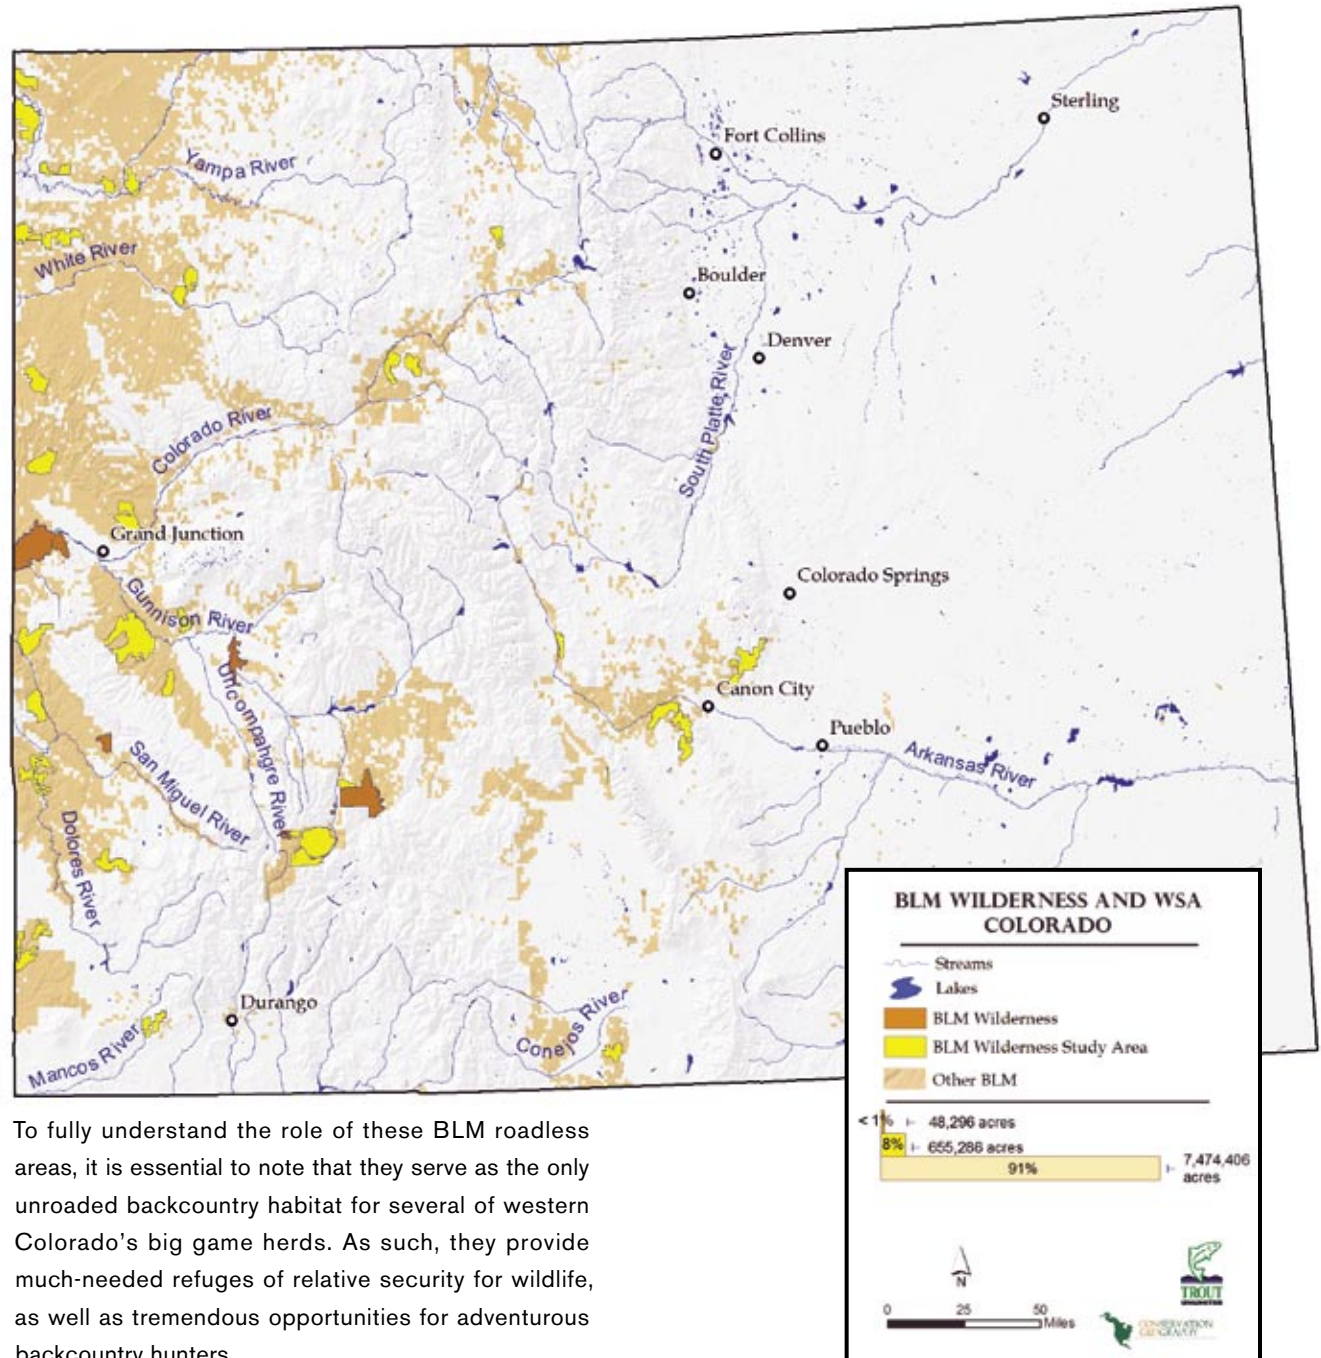 Sterling
Fort Collins
Yampa River
White River
Boulder
Denver
South Platte River
Colorado River
Grand Junction
Colorado Springs
Gunnison River
Uncompahgre River
Canon City
Pueblo
Arkansas River
San Miguel River
Dolores River
Durango
Conejos River
Mancos River
BLM WILDERNESS AND WSA
COLORADO
Streams
Lakes
BLM Wilderness
BLM Wilderness Study Area
Other BLM
< 1% 48,296 acres
8% 655,286 acres
91% 7,474,406
acres
N
0 25 50
Miles
TROUT
UNLIMITED
CONSERVATION
GEOGRAPHY
To fully understand the role of these BLM roadless
areas, it is essential to note that they serve as the only
unroaded backcountry habitat for several of western
Colorado's big game herds. As such, they provide
much-needed refuges of relative security for wildlife,
as well as tremendous opportunities for adventurous
backcountry hunters.